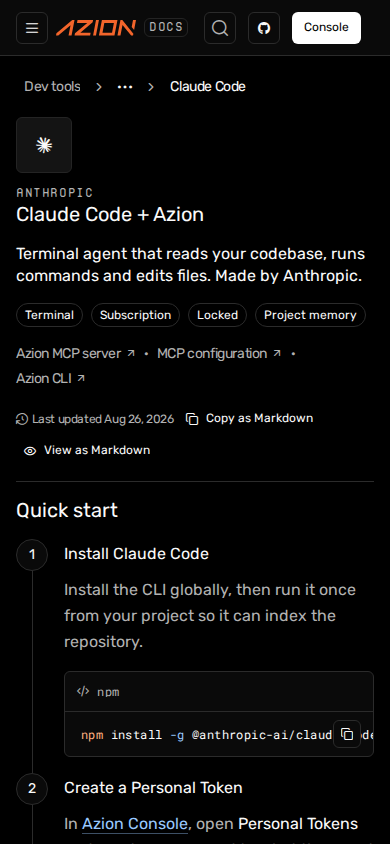 AZION DOCS Console
Dev tools > ··· > Claude Code
ANTHROPIC
Claude Code + Azion
Terminal agent that reads your codebase, runs
commands and edits files. Made by Anthropic.
Terminal Subscription Locked Project memory
Azion MCP server ↗ • MCP configuration ↗ •
Azion CLI ↗
Last updated Aug 26, 2026 Copy as Markdown
View as Markdown
Quick start
1 Install Claude Code
Install the CLI globally, then run it once
from your project so it can index the
repository.
</> npm
npm install -g @anthropic-ai/claud de
2 Create a Personal Token
In Azion Console, open Personal Tokens